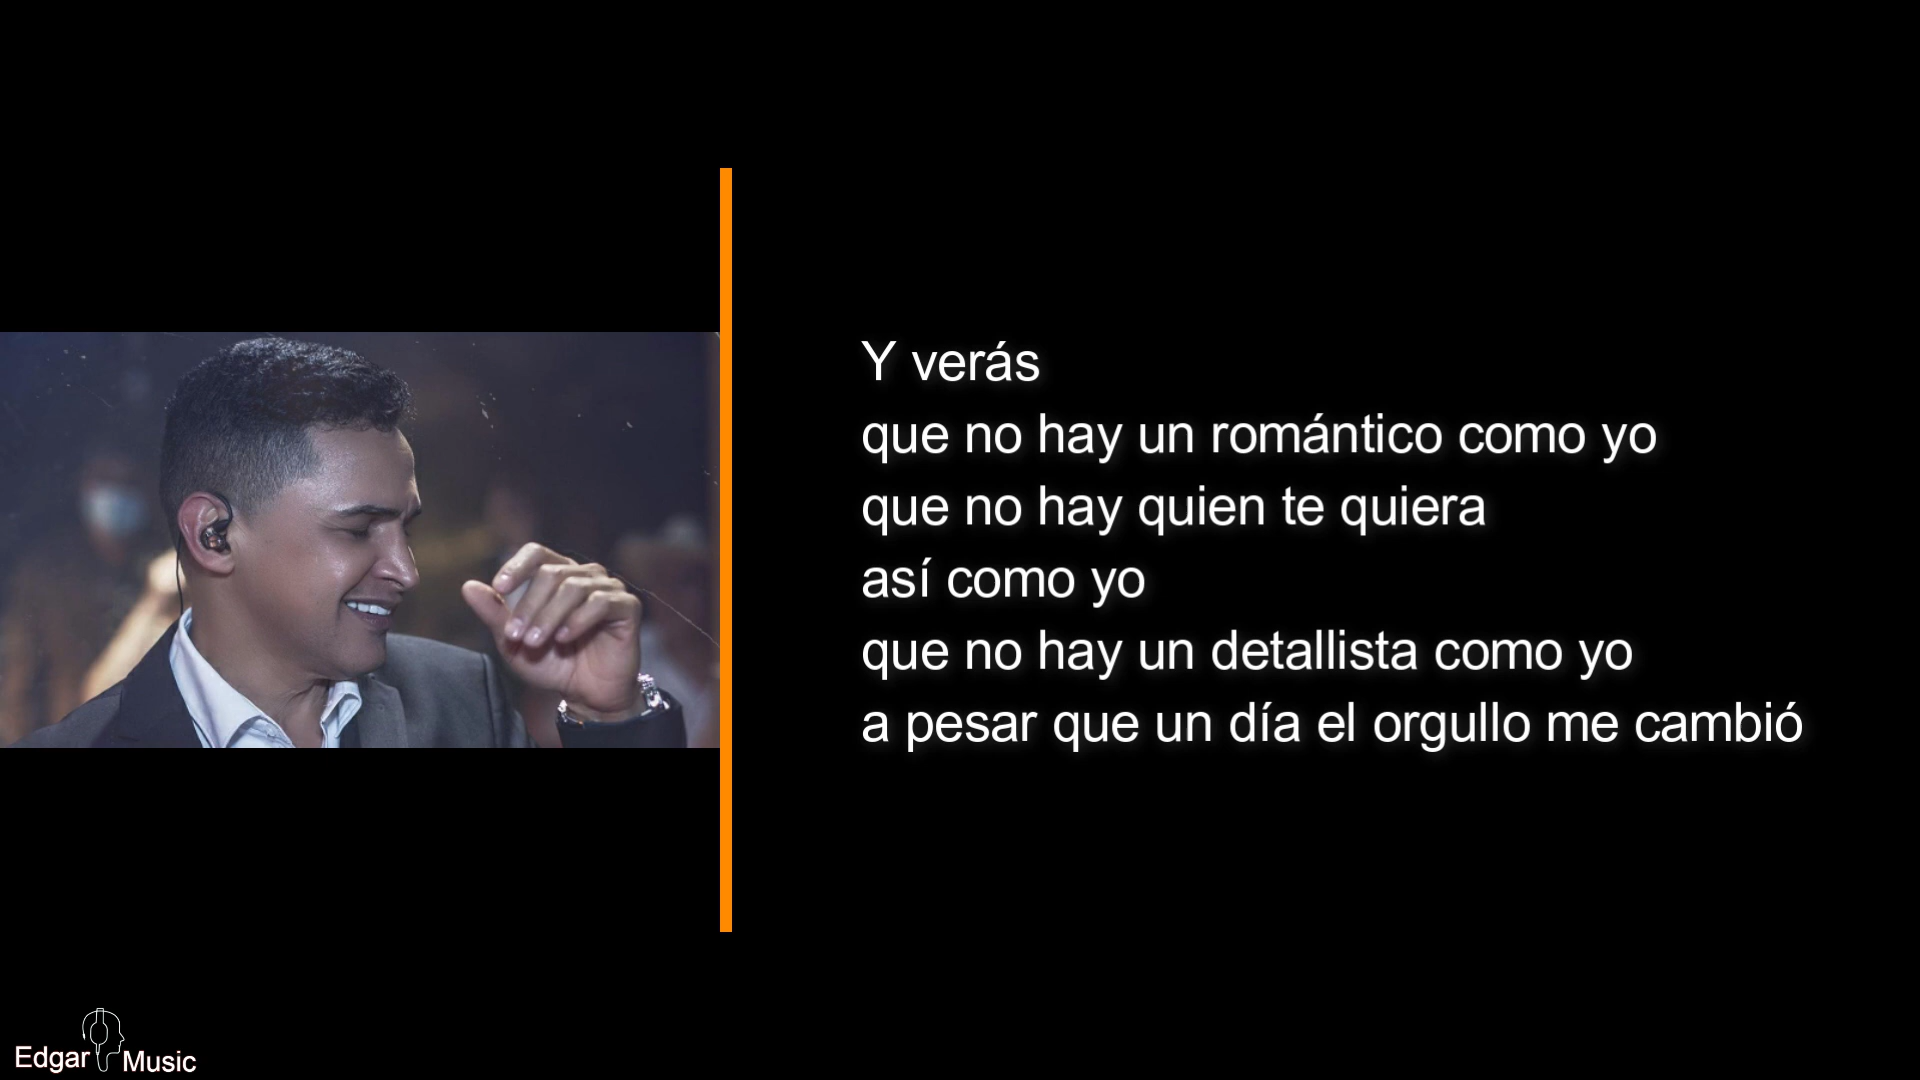 Y verás
que no hay un romántico como yo
que no hay quien te quiera
así como yo
que no hay un detallista como yo
a pesar que un día el orgullo me cambió
Edgar Music